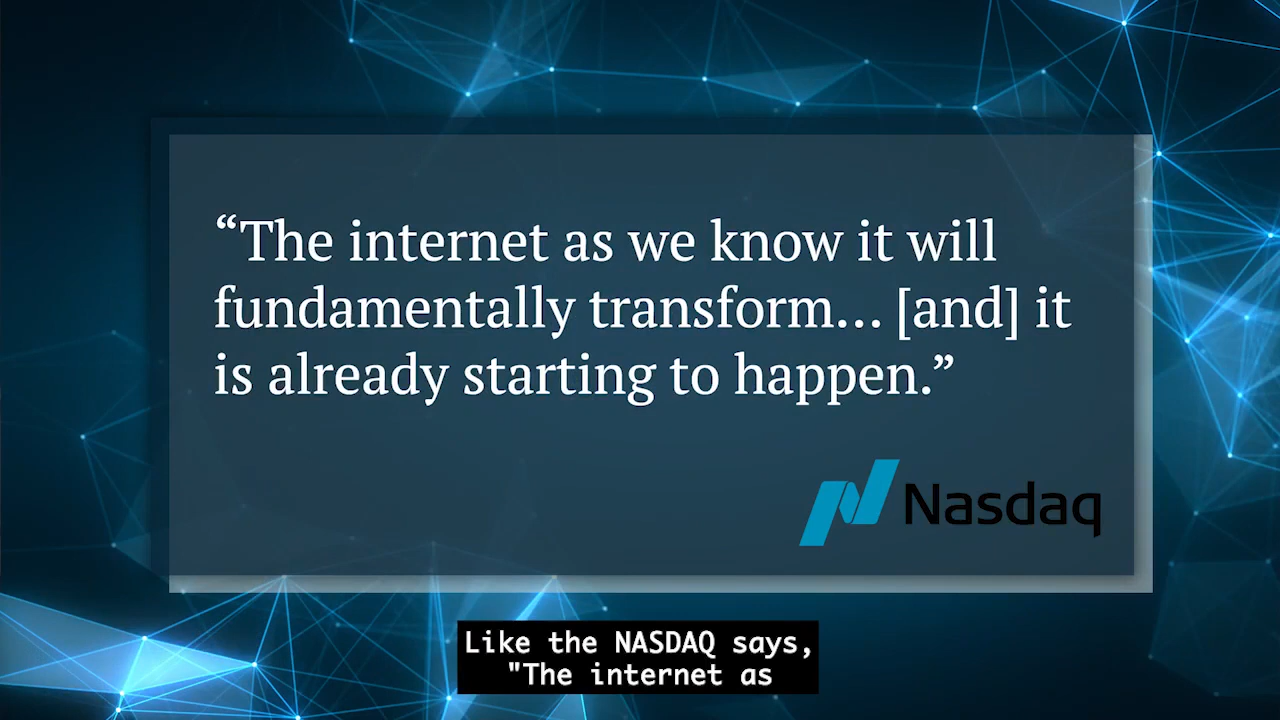 “The internet as we know it will
fundamentally transform... [and] it
is already starting to happen.”
Nasdaq
Like the NASDAQ says,
"The internet as